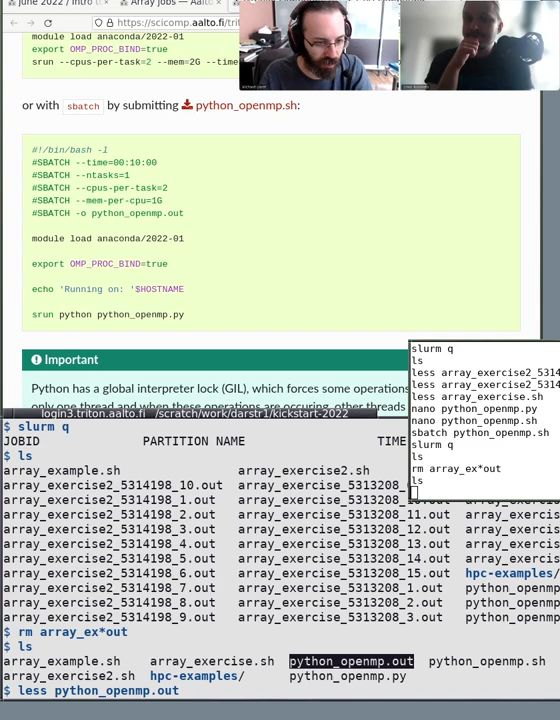 June 2022 / Intro
Array jobs — Aalto
https://scicomp.aalto.fi/trit
module load anaconda/2022-01
export OMP_PROC_BIND=true
srun --cpus-per-task=2 --mem=2G --time
or with sbatch by submitting python_openmp.sh:
#!/bin/bash -l
#SBATCH --time=00:10:00
#SBATCH --ntasks=1
#SBATCH --cpus-per-task=2
#SBATCH --mem-per-cpu=1G
#SBATCH -o python_openmp.out
module load anaconda/2022-01
export OMP_PROC_BIND=true
echo 'Running on: '$HOSTNAME
srun python python_openmp.py
Important
Python has a global interpreter lock (GIL), which forces some operations
only one thread and when these operations are occurring, other threads
slurm q
ls
less array_exercise2_5314
less array_exercise2_5314
less array_exercise.sh
nano python_openmp.py
nano python_openmp.sh
sbatch python_openmp.sh
slurm q
ls
rm array_ex*out
ls
login3.triton.aalto.fi /scratch/work/darstr1/kickstart-2022
$ slurm q
JOBID PARTITION NAME TIME
$ ls
array_example.sh array_exercise2.sh
array_exercise2_5314198_10.out array_exercise_5313208_
array_exercise2_5314198_1.out array_exercise_5313208_
array_exercise2_5314198_2.out array_exercise_5313208_11.out array_exercis
array_exercise2_5314198_3.out array_exercise_5313208_12.out array_exercis
array_exercise2_5314198_4.out array_exercise_5313208_13.out array_exercis
array_exercise2_5314198_5.out array_exercise_5313208_14.out array_exercis
array_exercise2_5314198_6.out array_exercise_5313208_15.out hpc-examples/
array_exercise2_5314198_7.out array_exercise_5313208_1.out python_openmp
array_exercise2_5314198_8.out array_exercise_5313208_2.out python_openmp
array_exercise2_5314198_9.out array_exercise_5313208_3.out python_openmp
$ rm array_ex*out
$ ls
array_example.sh array_exercise.sh python_openmp.out python_openmp.sh
array_exercise2.sh hpc-examples/ python_openmp.py
$ less python_openmp.out